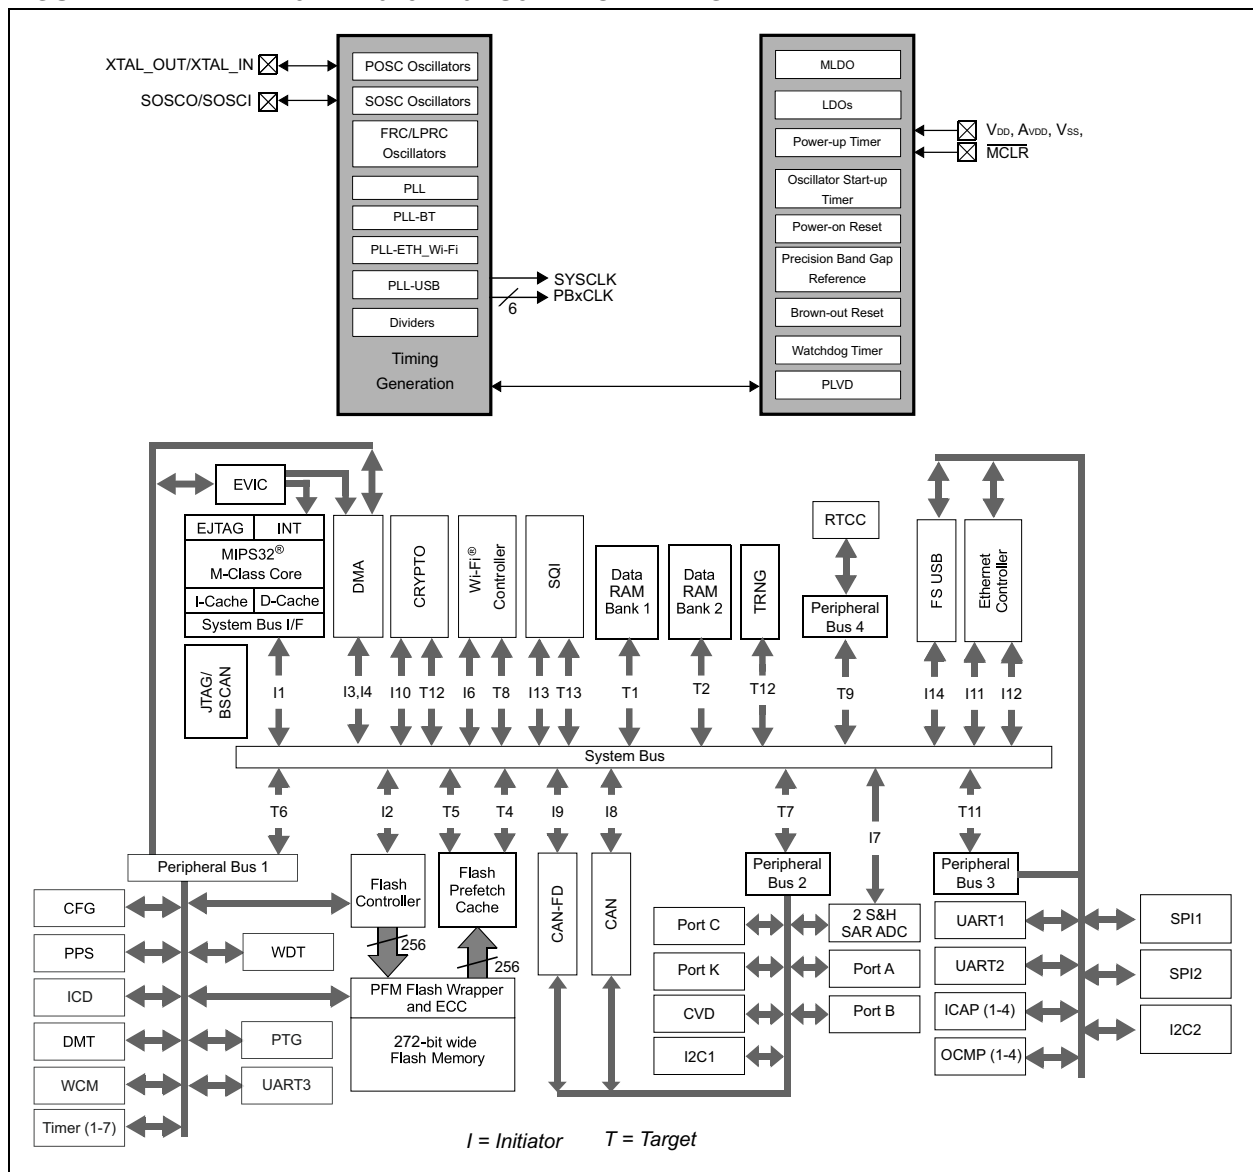 XTAL_OUT/XTAL_IN
SOSCO/SOSCI
POSC Oscillators
SOSC Oscillators
FRC/LPRC
Oscillators
PLL
PLL-BT
PLL-ETH_Wi-Fi
PLL-USB
Dividers
Timing
Generation
SYSCLK
PBxCLK
6
MLDO
LDOs
Power-up Timer
Oscillator Start-up
Timer
Power-on Reset
Precision Band Gap
Reference
Brown-out Reset
Watchdog Timer
PLVD
VDD, AVDD, VSS,
MCLR
EVIC
EJTAG
INT
MIPS32®
M-Class Core
I-Cache
D-Cache
System Bus I/F
JTAG/
BSCAN
DMA
CRYPTO
Wi-Fi®
Controller
SQI
Data
RAM
Bank 1
Data
RAM
Bank 2
TRNG
RTCC
Peripheral
Bus 4
FS USB
Ethernet
Controller
I1
I3,I4
I10
T12
I6
T8
I13
T13
T1
T2
T12
T9
I14
I11
I12
System Bus
T6
I2
T5
T4
I9
I8
T7
I7
T11
Peripheral Bus 1
Flash
Controller
Flash
Prefetch
Cache
CAN-FD
CAN
Peripheral
Bus 2
2 S&H
SAR ADC
Peripheral
Bus 3
CFG
PPS
ICD
DMT
WCM
Timer (1-7)
WDT
PTG
UART3
256
256
PFM Flash Wrapper
and ECC
272-bit wide
Flash Memory
Port C
Port K
CVD
I2C1
Port A
Port B
UART1
UART2
ICAP (1-4)
OCMP (1-4)
SPI1
SPI2
I2C2
I = Initiator T = Target